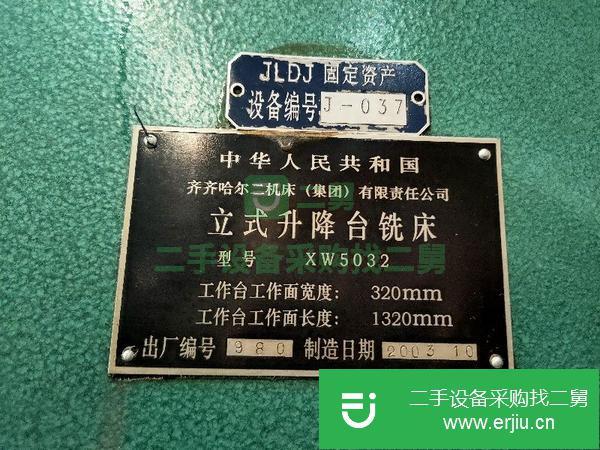 JLDJ 固定资产
设备编号 J-037
中华人民共和国
齐齐哈尔二机床（集团）有限责任公司
立式升降台铣床
型号 XW5032
工作台工作面宽度： 320mm
工作台工作面长度： 1320mm
出厂编号 980 制造日期 2003 10
二舅
二手设备采购找二舅
二手设备采购找二舅
www.erjiu.cn